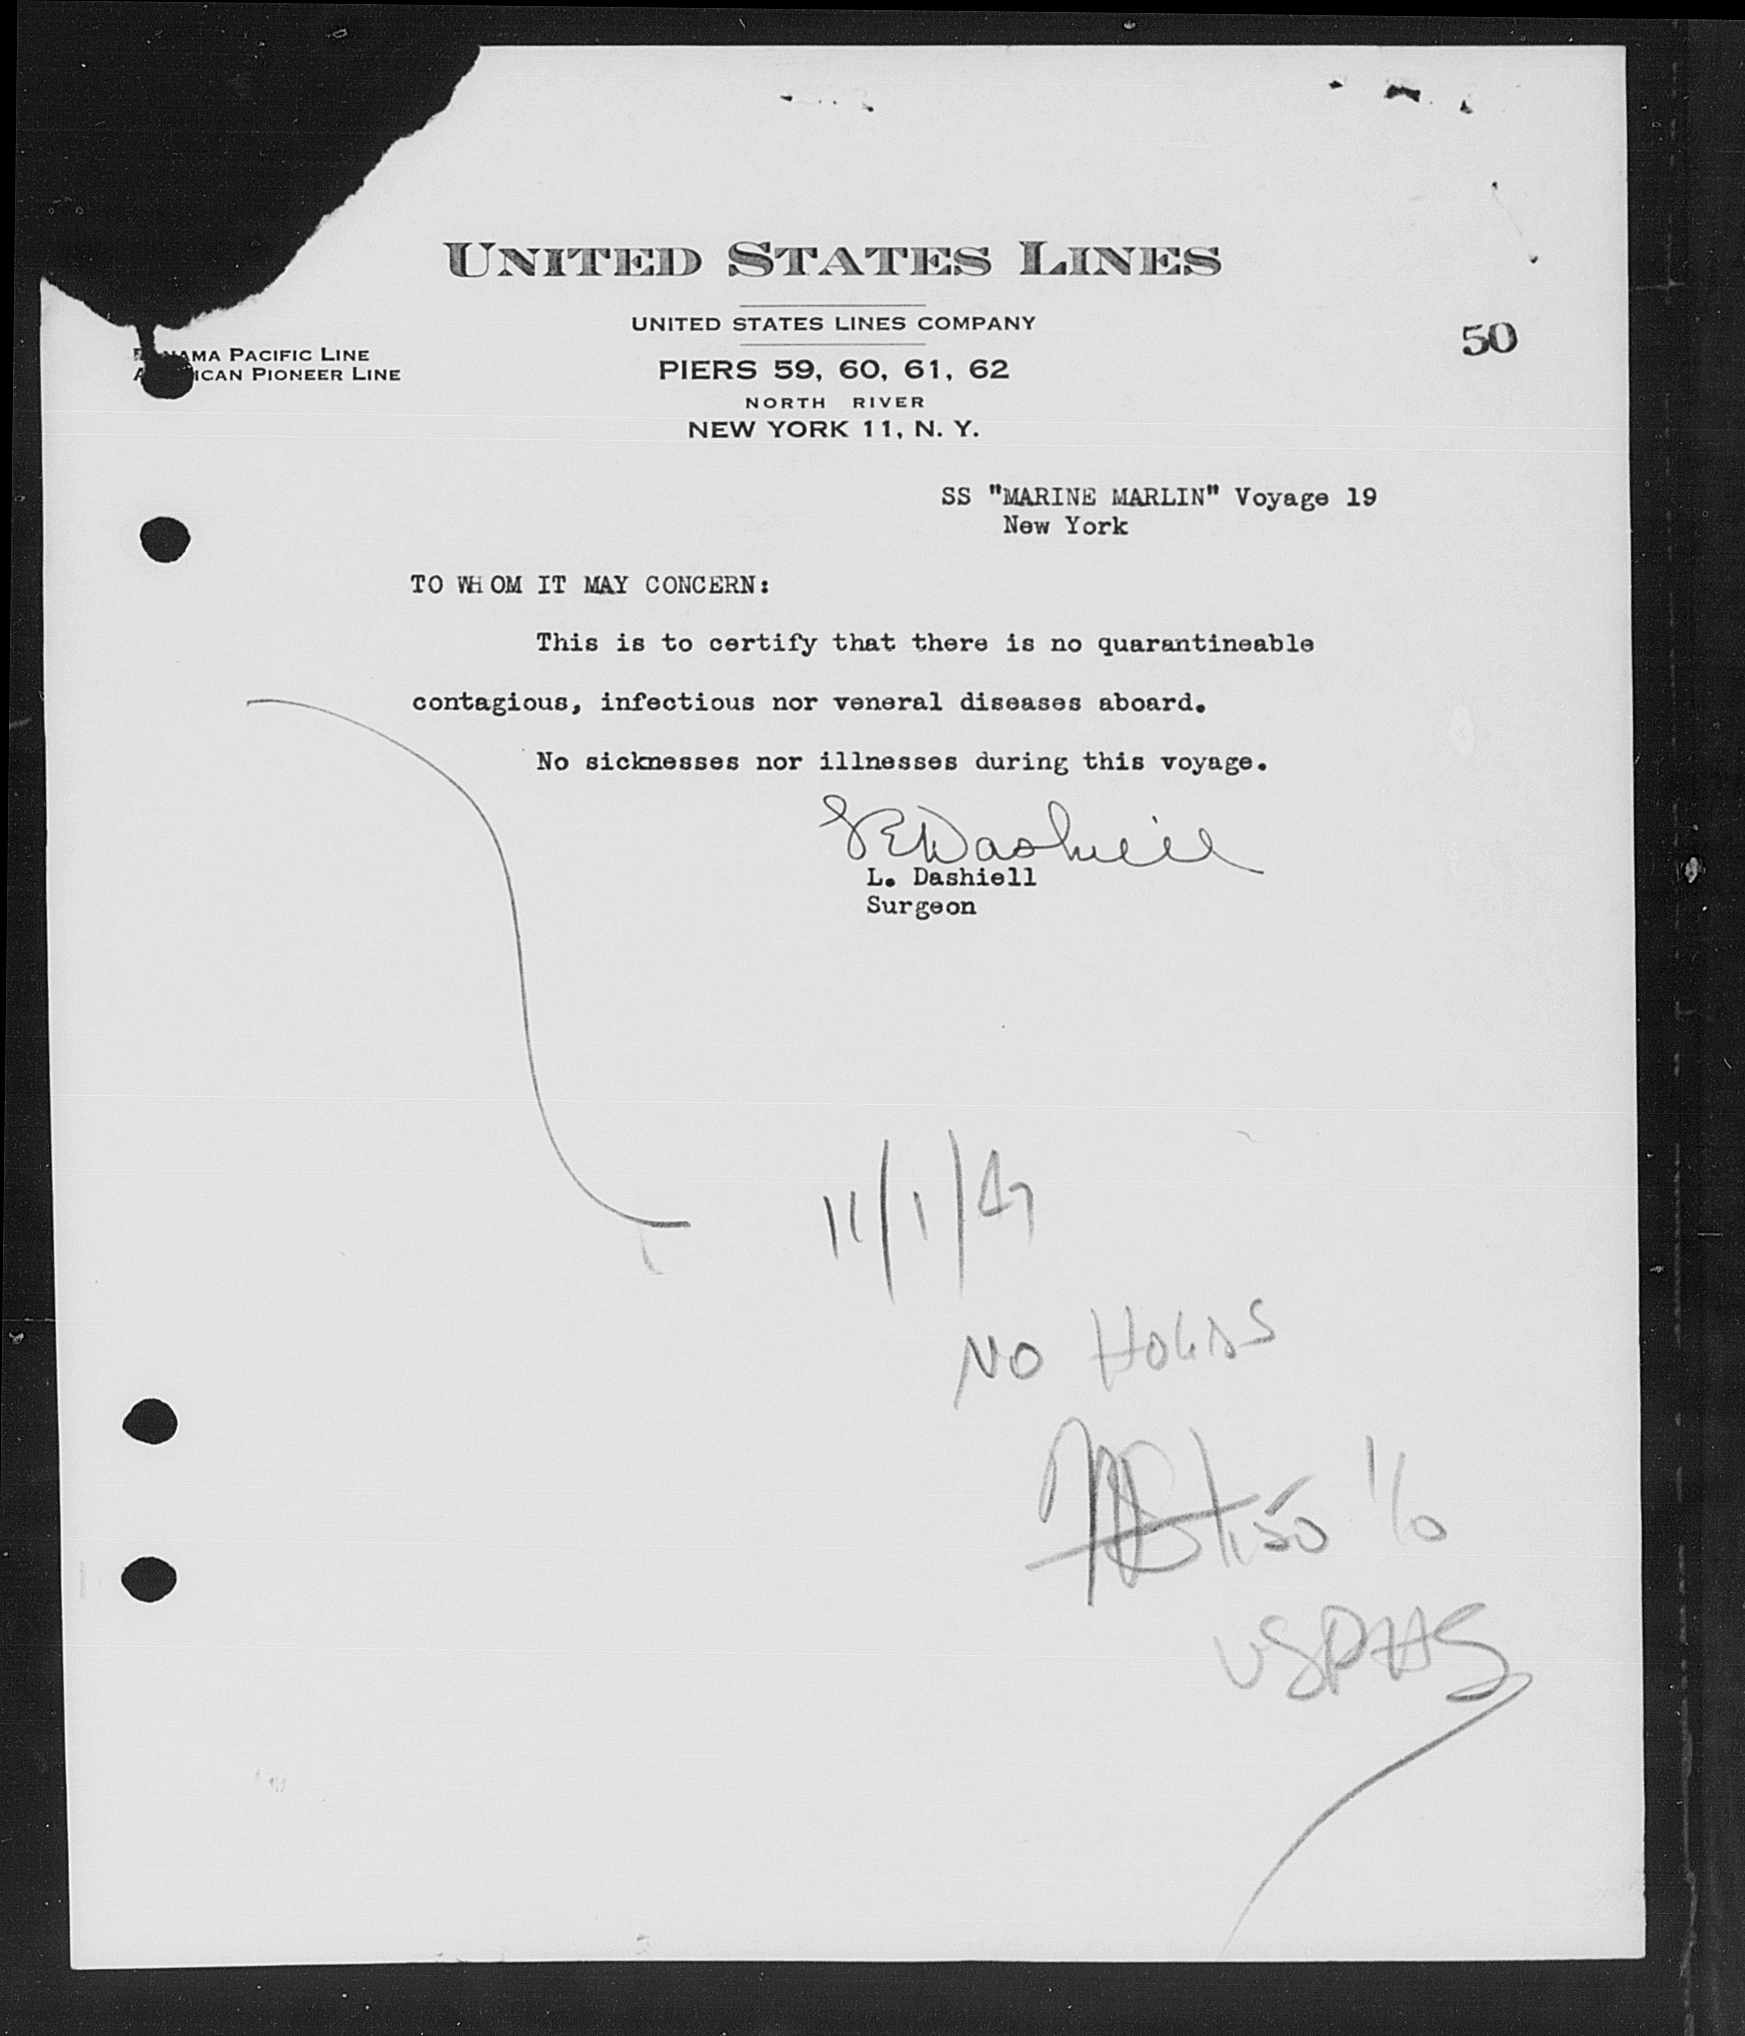 UNITED STATES LINES
UNITED STATES LINES COMPANY
50
PANAMA PACIFIC LINE
AMERICAN PIONEER LINE
PIERS 59, 60, 61, 62
NORTH RIVER
NEW YORK 11, N. Y.
SS "MARINE MARLIN" Voyage 19
New York
TO WHOM IT MAY CONCERN:
This is to certify that there is no quarantineable
contagious, infectious nor veneral diseases aboard.
No sicknesses nor illnesses during this voyage.
L. Dashiell
Surgeon
11/1/47
NO HOLDS
USPHS